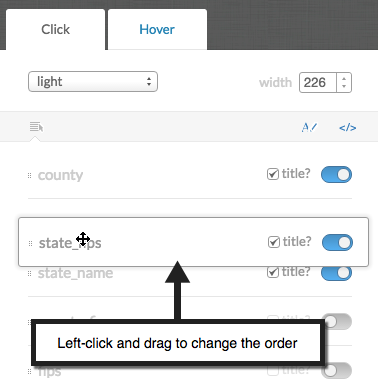 Click Hover
light width 226
A/ </>
county title?
state_fips title?
state_name title?
Left-click and drag to change the order
fips title?